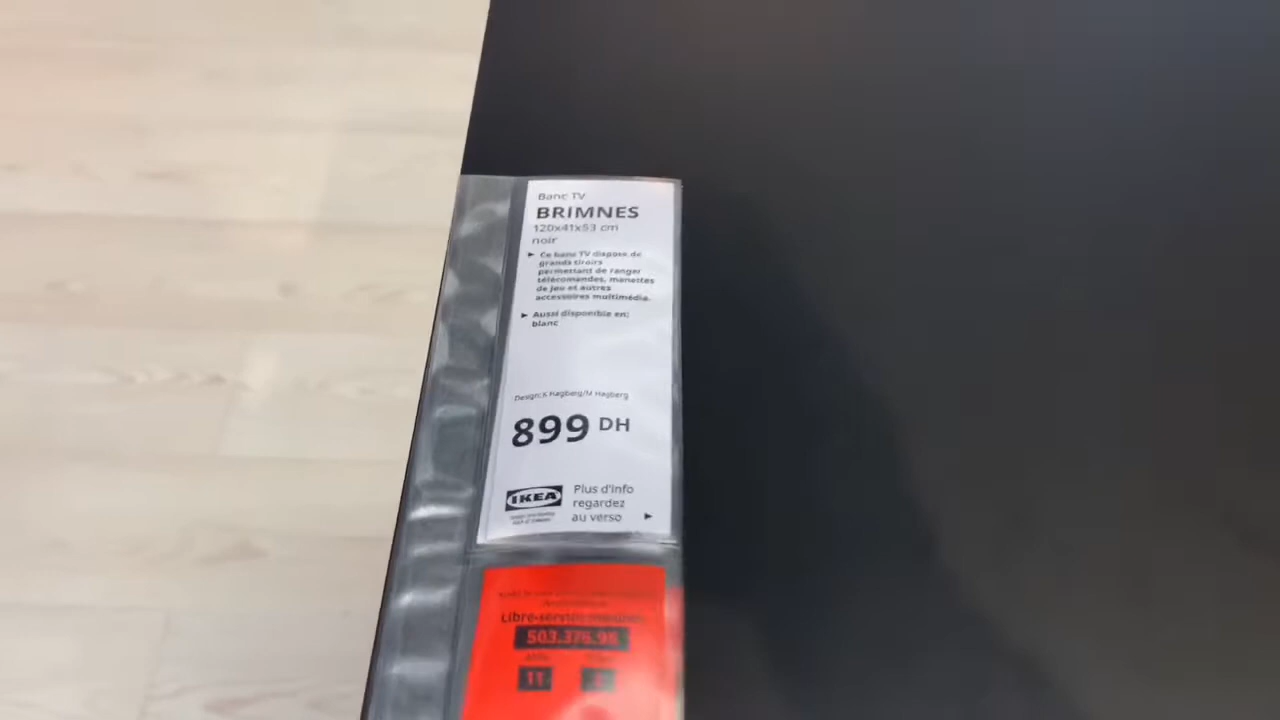 Banc TV
BRIMNES
120x41x53 cm
noir
► Ce banc TV dispose de
grands tiroirs
permettant de ranger
télécommandes, manettes
de jeu et autres
accessoires multimédia.
► Aussi disponible en:
blanc
Design: K Hagberg/M Hagberg
899 DH
IKEA
Plus d'info
regardez
au verso ►
Libre-service meubles
503.376.96
11